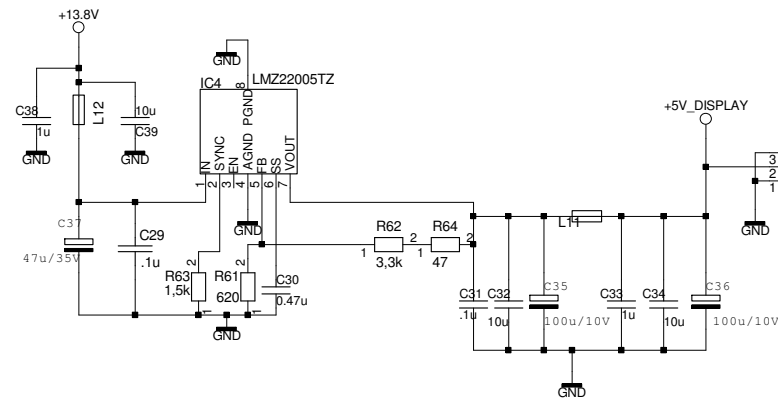 +13.8V
GND
IC4
LMZ22005TZ
C38
1u
L12
10u
C39
GND
GND
8
PGND
IN
SYNC
EN
AGND
FB
SS
VOUT
1
2
3
4
5
6
7
+5V_DISPLAY
3
2
1
GND
C37
47u/35V
C29
.1u
GND
R62
1
2
3,3k
R64
1
2
47
L11
R63
1,5k
2
1
R61
620
2
1
C30
0.47u
GND
C31
.1u
C32
10u
C35
100u/10V
C33
1u
C34
10u
C36
100u/10V
GND